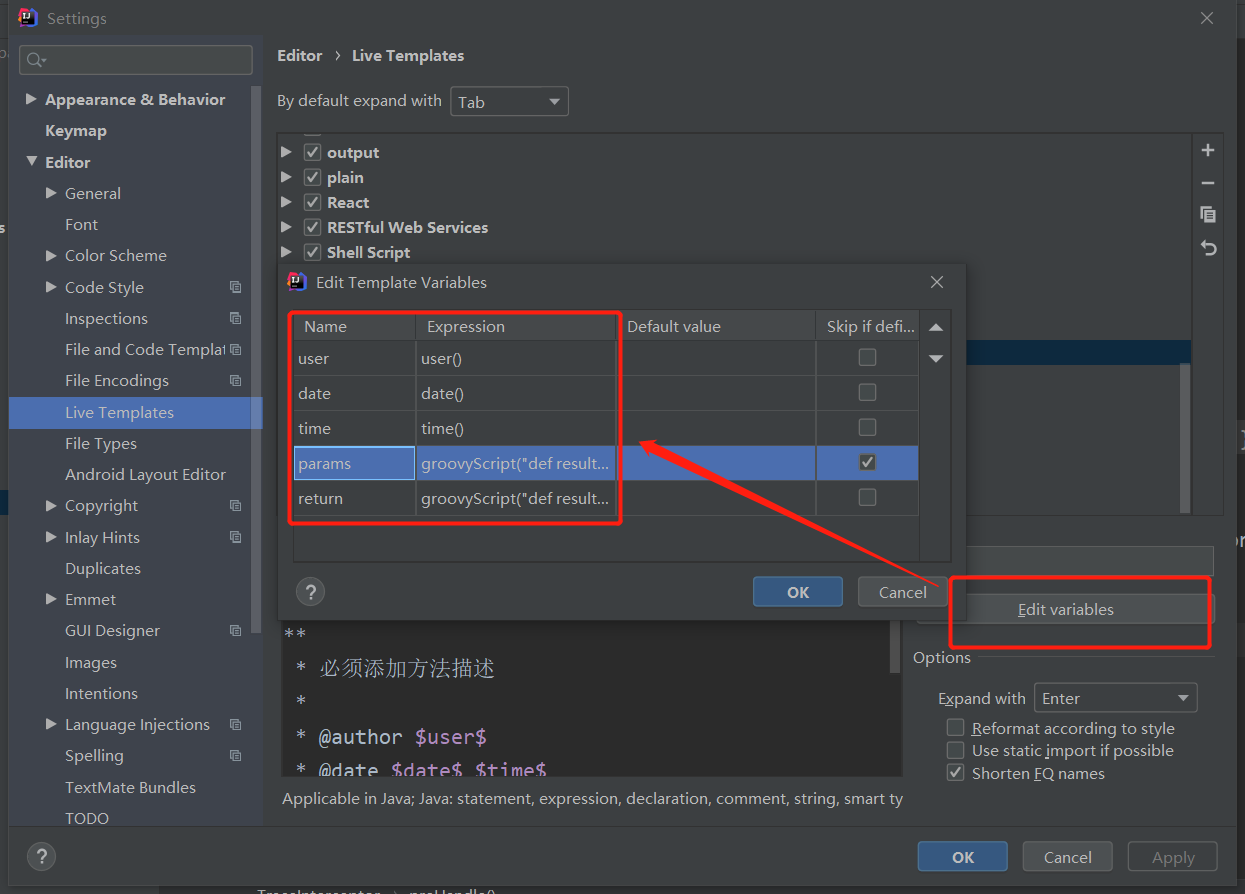 Settings
Editor › Live Templates
By default expand with Tab
Appearance & Behavior
Keymap
Editor
General
Font
Color Scheme
Code Style
Inspections
File and Code Templat
File Encodings
Live Templates
File Types
Android Layout Editor
Copyright
Inlay Hints
Duplicates
Emmet
GUI Designer
Images
Intentions
Language Injections
Spelling
TextMate Bundles
TODO
output
plain
React
RESTful Web Services
Shell Script
Edit Template Variables
Name Expression Default value Skip if defi...
user user()
date date()
time time()
params groovyScript("def result...
return groovyScript("def result...
? OK Cancel
Edit variables
**
* 必须添加方法描述
*
* @author $user$
* @date $date$ $time$
Options
Expand with Enter
Reformat according to style
Use static import if possible
Shorten FQ names
Applicable in Java; Java: statement, expression, declaration, comment, string, smart ty
? OK Cancel Apply